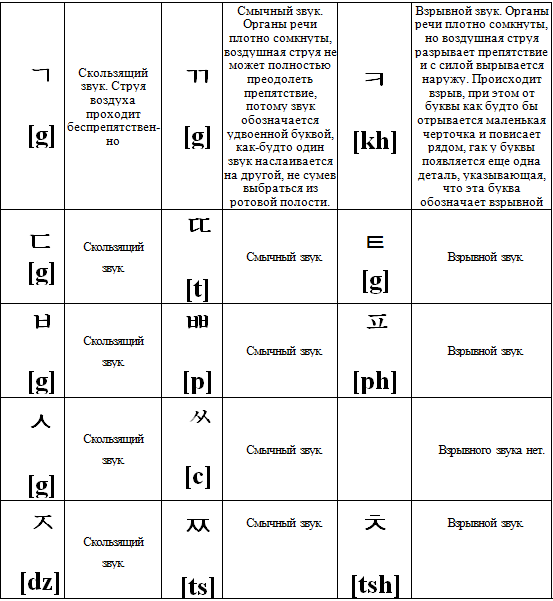 ㄱ
[g]
Скользящий
звук. Струя
воздуха
проходит
беспрепятствен-
но
ㄲ
[g]
Смычный звук.
Органы речи
плотно сомкнуты,
воздушная струя не
может полностью
преодолеть
препятствие,
потому звук
обозначается
удвоенной буквой,
как-будто один
звук наслаивается
на другой, не сумев
выбраться из
ротовой полости.
ㅋ
[kh]
Взрывной звук. Органы
речи плотно сомкнуты,
но воздушная струя
разрывает препятствие
и с силой вырывается
наружу. Происходит
взрыв, при этом от
буквы как будто бы
отрывается маленькая
черточка и повисает
рядом, гак у буквы
появляется еще одна
деталь, указывающая,
что эта буква
обозначает взрывной
ㄷ
[g]
Скользящий
звук.
ㄸ
[t]
Смычный звук.
ㅌ
[g]
Взрывной звук.
ㅂ
[g]
Скользящий
звук.
ㅃ
[p]
Смычный звук.
ㅍ
[ph]
Взрывной звук.
ㅅ
[g]
Скользящий
звук.
ㅆ
[c]
Смычный звук.
Взрывного звука нет.
ㅈ
[dz]
Скользящий
звук.
ㅉ
[ts]
Смычный звук.
ㅊ
[tsh]
Взрывной звук.